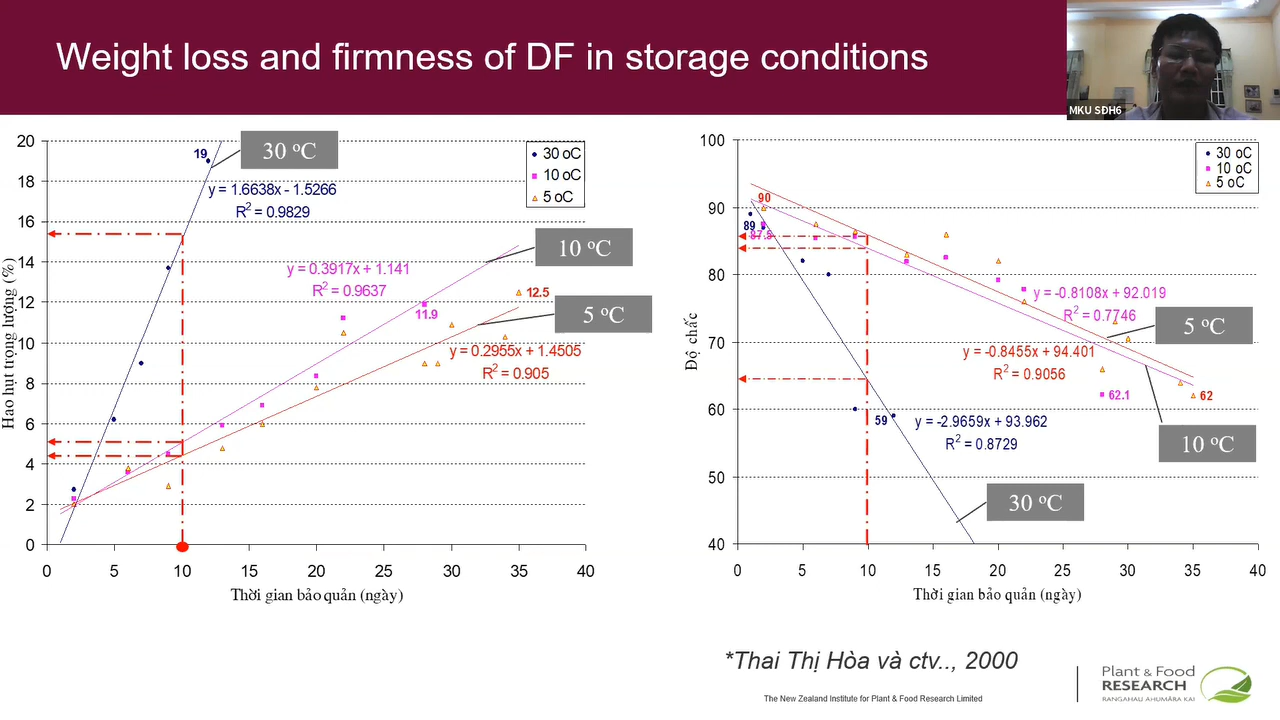 Weight loss and firmness of DF in storage conditions
MKU SĐH6
20
18
16
14
12
10
8
6
4
2
0
0
5
10
15
20
25
30
35
40
Hao hụt trọng lượng (%)
Thời gian bảo quản (ngày)
30 oC
10 oC
5 oC
19
30 ºC
y = 1.6638x - 1.5266
R² = 0.9829
10 ºC
y = 0.3917x + 1.141
R² = 0.9637
11.9
12.5
5 ºC
y = 0.2955x + 1.4505
R² = 0.905
100
90
80
70
60
50
40
0
5
10
15
20
25
30
35
40
Độ chắc
Thời gian bảo quản (ngày)
30 oC
10 oC
5 oC
90
89
y = -0.8108x + 92.019
R² = 0.7746
5 ºC
y = -0.8455x + 94.401
R² = 0.9056
62.1
62
59
y = -2.9659x + 93.962
R² = 0.8729
10 ºC
30 ºC
*Thai Thị Hòa và ctv.., 2000
The New Zealand Institute for Plant & Food Research Limited
Plant & Food
RESEARCH
RANGAHAU AHUMĀRA KAI